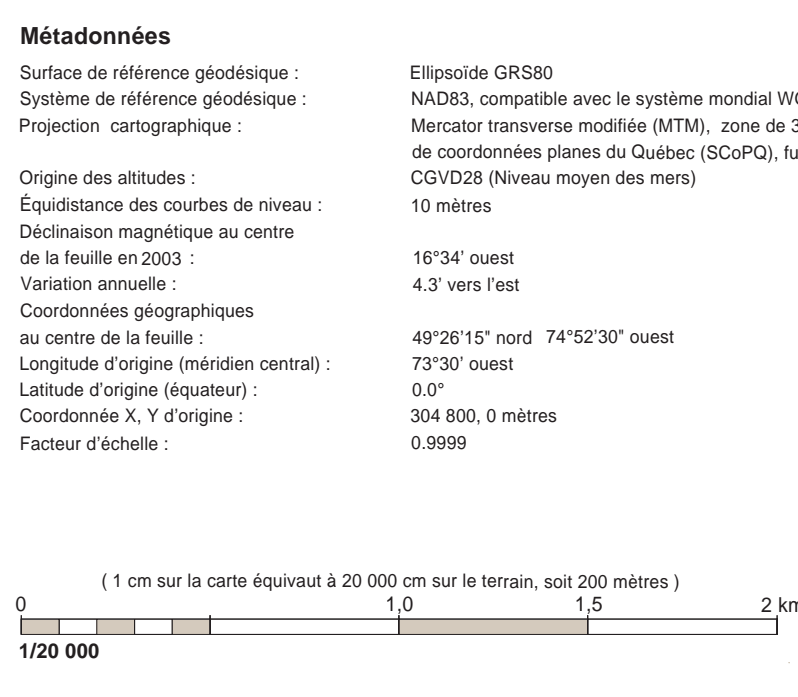 Métadonnées
Surface de référence géodésique : Ellipsoïde GRS80
Système de référence géodésique : NAD83, compatible avec le système mondial
Projection cartographique : Mercator transverse modifiée (MTM), zone de 3
de coordonnées planes du Québec (SCoPQ), fu
Origine des altitudes : CGVD28 (Niveau moyen des mers)
Équidistance des courbes de niveau : 10 mètres
Déclinaison magnétique au centre
de la feuille en 2003 : 16°34’ ouest
Variation annuelle : 4.3’ vers l’est
Coordonnées géographiques
au centre de la feuille : 49°26’15" nord 74°52’30" ouest
Longitude d’origine (méridien central) : 73°30’ ouest
Latitude d’origine (équateur) : 0.0°
Coordonnée X, Y d’origine : 304 800, 0 mètres
Facteur d’échelle : 0.9999
( 1 cm sur la carte équivaut à 20 000 cm sur le terrain, soit 200 mètres )
0 1,0 1,5 2 km
1/20 000